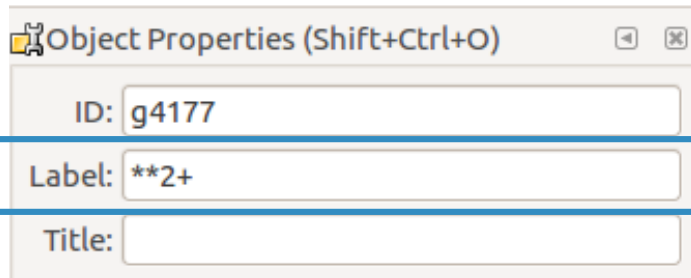 Object Properties (Shift+Ctrl+O)
ID: g4177
Label: **2+
Title: